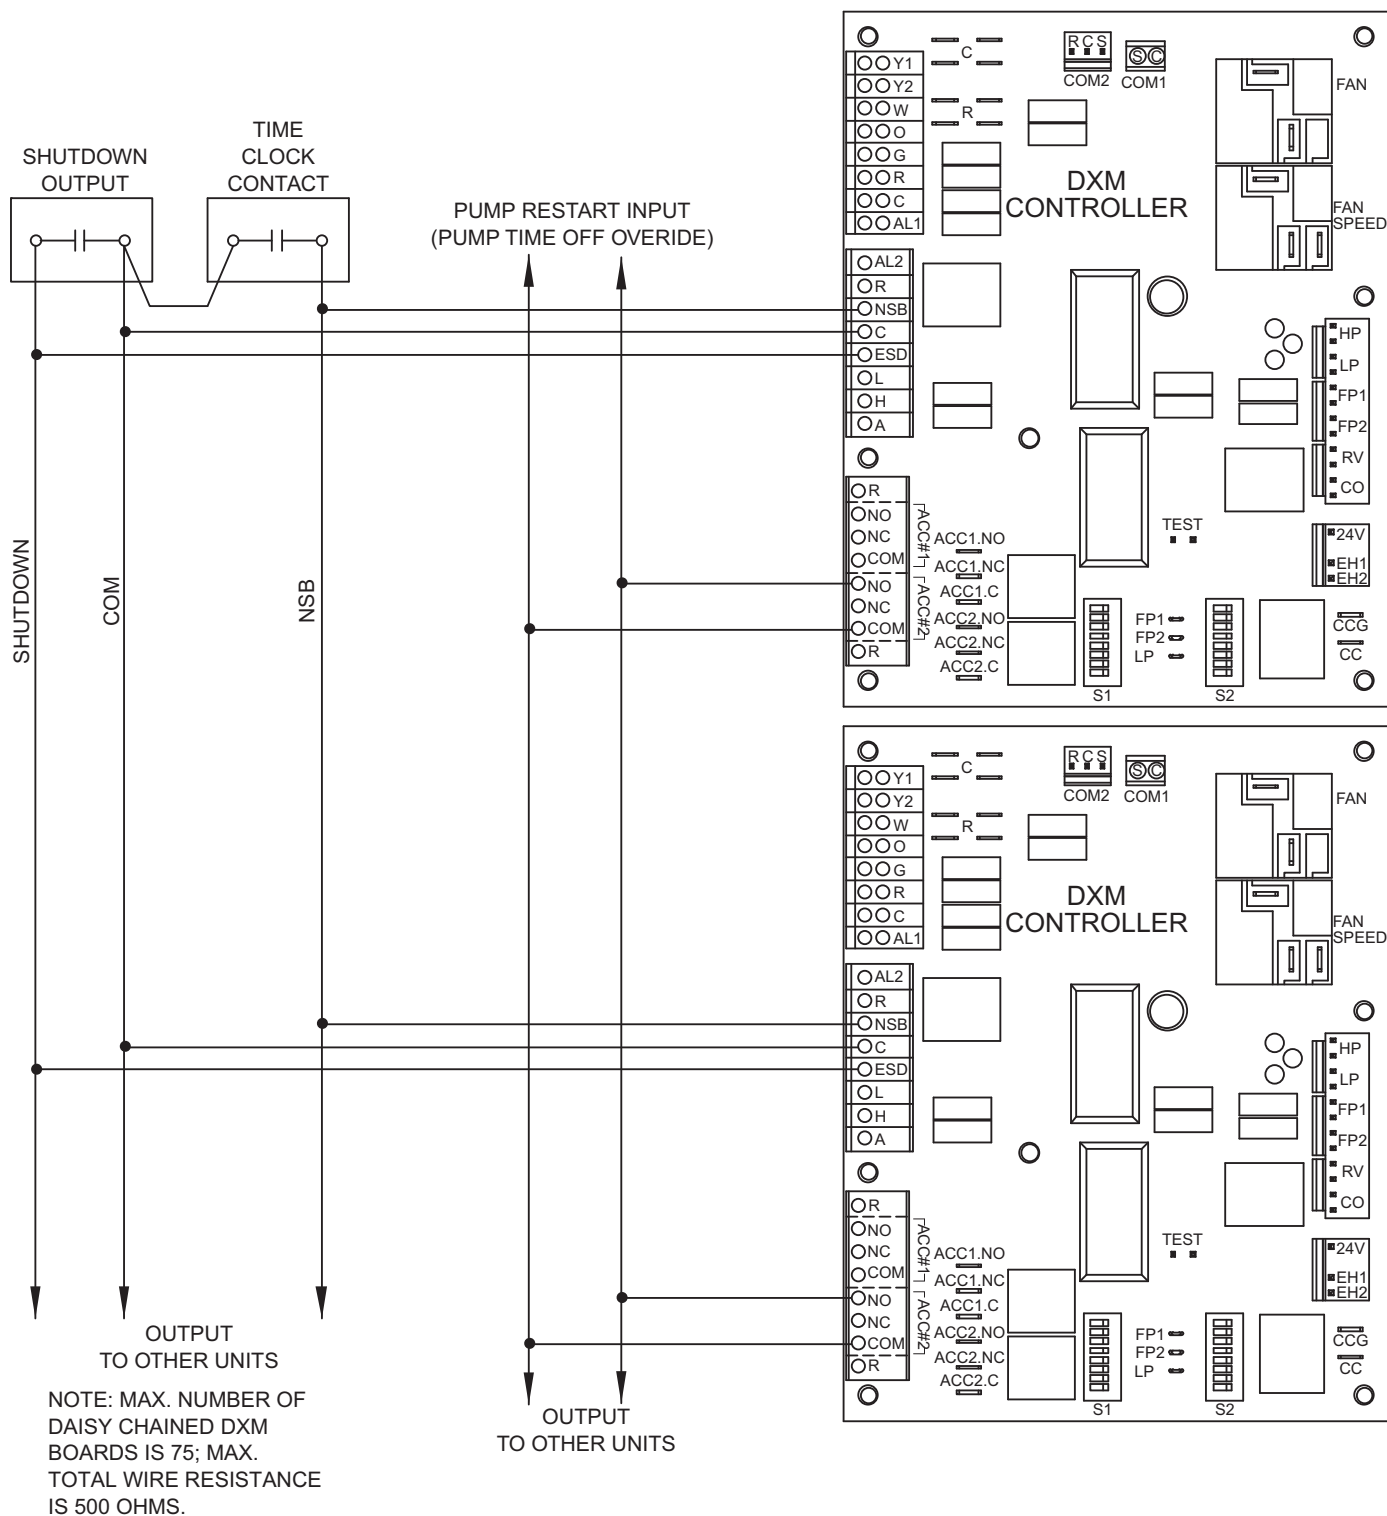 SHUTDOWN
OUTPUT
TIME
CLOCK
CONTACT
PUMP RESTART INPUT
(PUMP TIME OFF OVERIDE)
SHUTDOWN
COM
NSB
Y1
Y2
W
O
G
R
C
AL1
C
R
R C S
COM2
S C
COM1
FAN
DXM
CONTROLLER
FAN
SPEED
AL2
R
NSB
C
ESD
L
H
A
HP
LP
FP1
FP2
RV
CO
R
NO
NC
COM
ACC#1
NO
NC
COM
ACC#2
R
ACC1.NO
ACC1.NC
ACC1.C
ACC2.NO
ACC2.NC
ACC2.C
TEST
24V
EH1
EH2
S1
FP1
FP2
LP
S2
CCG
CC
Y1
Y2
W
O
G
R
C
AL1
C
R
R C S
COM2
S C
COM1
FAN
DXM
CONTROLLER
FAN
SPEED
AL2
R
NSB
C
ESD
L
H
A
HP
LP
FP1
FP2
RV
CO
R
NO
NC
COM
ACC#1
NO
NC
COM
ACC#2
R
ACC1.NO
ACC1.NC
ACC1.C
ACC2.NO
ACC2.NC
ACC2.C
TEST
24V
EH1
EH2
S1
FP1
FP2
LP
S2
CCG
CC
OUTPUT
TO OTHER UNITS
OUTPUT
TO OTHER UNITS
NOTE: MAX. NUMBER OF
DAISY CHAINED DXM
BOARDS IS 75; MAX.
TOTAL WIRE RESISTANCE
IS 500 OHMS.